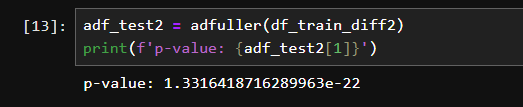 [13]: adf_test2 = adfuller(df_train_diff2)
print(f'p-value: {adf_test2[1]}')
p-value: 1.3316418716289963e-22